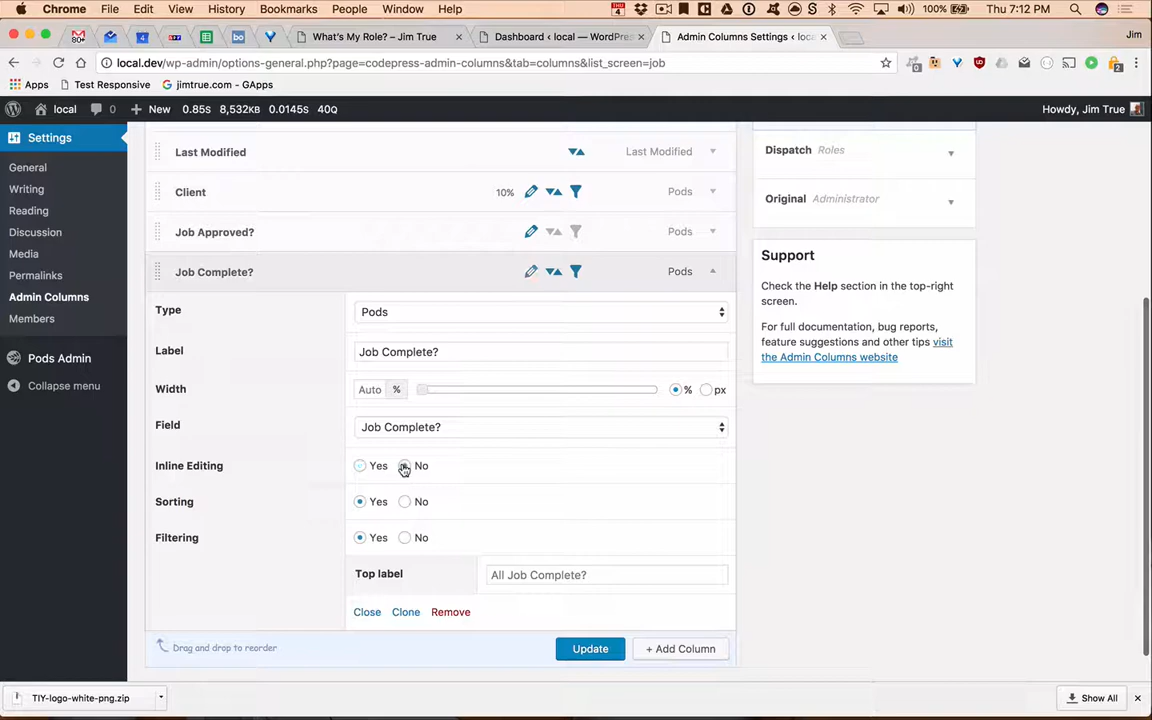 Chrome File Edit View History Bookmarks People Window Help 100% Thu 7:12 PM
80+ What's My Role? – Jim True × Dashboard ‹ local — WordPres × Admin Columns Settings ‹ loc × Jim
local.dev/wp-admin/options-general.php?page=codepress-admin-columns&tab=columns&list_screen=job
Apps Test Responsive jimtrue.com - GApps
local 0 New 0.85S 8,532KB 0.0145S 40Q Howdy, Jim True
Settings
General
Writing
Reading
Discussion
Media
Permalinks
Admin Columns
Members
Pods Admin
Collapse menu
Last Modified Last Modified
Client 10% Pods
Job Approved? Pods
Job Complete? Pods
Type Pods
Label Job Complete?
Width Auto % % px
Field Job Complete?
Inline Editing Yes No
Sorting Yes No
Filtering Yes No
Top label All Job Complete?
Close Clone Remove
Drag and drop to reorder Update + Add Column
Dispatch Roles
Original Administrator
Support
Check the Help section in the top-right
screen.
For full documentation, bug reports,
feature suggestions and other tips visit
the Admin Columns website
TIY-logo-white-png.zip Show All ×